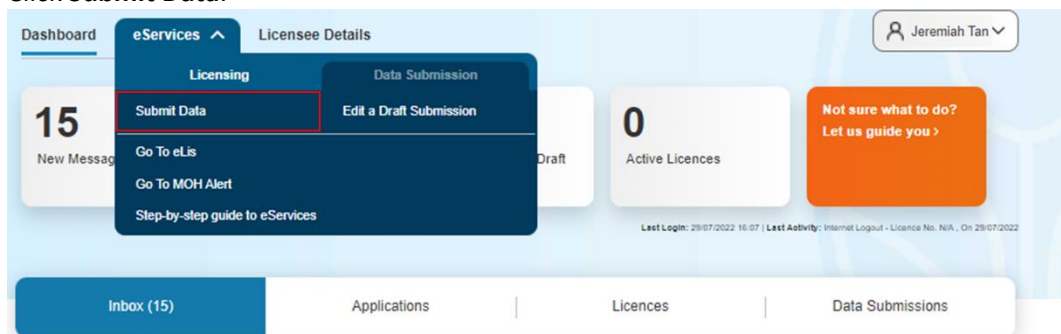 Dashboard
eServices
Licensee Details
Jeremiah Tan
Licensing
Data Submission
Submit Data
Edit a Draft Submission
15
New Messag
Go To eLis
Go To MOH Alert
Step-by-step guide to eServices
Draft
0
Active Licences
Not sure what to do?
Let us guide you >
Last Login: 29/07/2022 16:07 | Last Activity: Internet Logout - Licence No. N/A , On 29/07/2022
Inbox (15)
Applications
Licences
Data Submissions